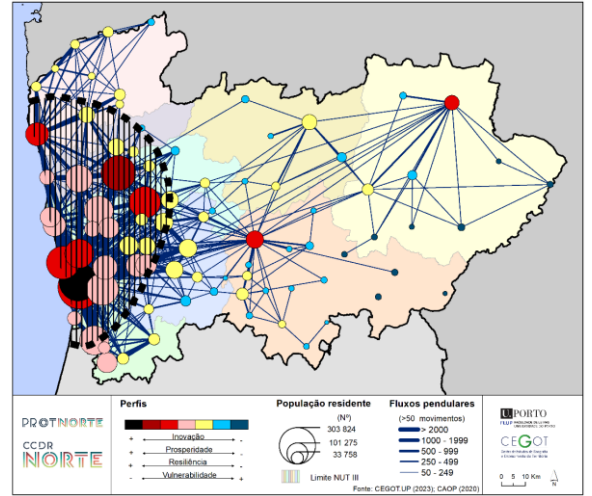 PROTNORTE
CCDR
NORTE
Perfis
+ Inovação -
+ Prosperidade -
+ Resiliência -
- Vulnerabilidade +
População residente
(Nº)
303 824
101 275
33 758
Limite NUT III
Fluxos pendulares
(>50 movimentos)
> 2000
1000 - 1999
500 - 999
250 - 499
50 - 249
Fonte: CEGOT.UP (2023); CAOP (2020)
U.PORTO
CEGOT
0 5 10 Km
N